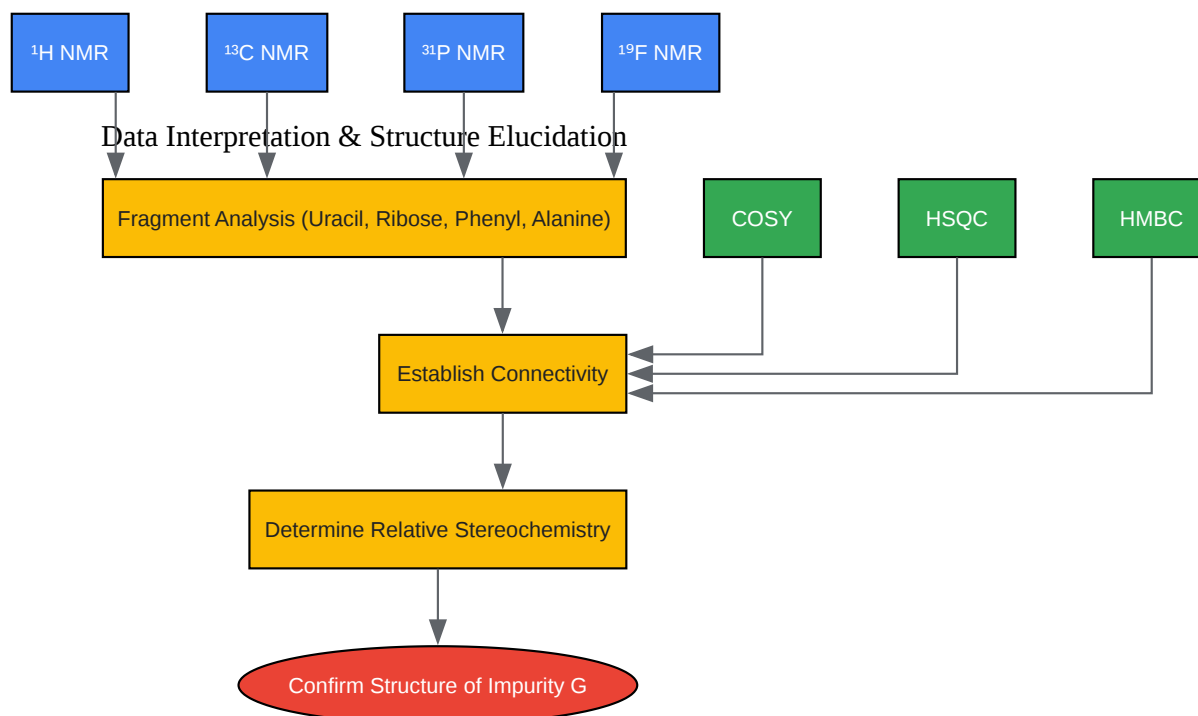 ¹H NMR
¹³C NMR
³¹P NMR
¹⁹F NMR
Data Interpretation & Structure Elucidation
Fragment Analysis (Uracil, Ribose, Phenyl, Alanine)
COSY
HSQC
HMBC
Establish Connectivity
Determine Relative Stereochemistry
Confirm Structure of Impurity G